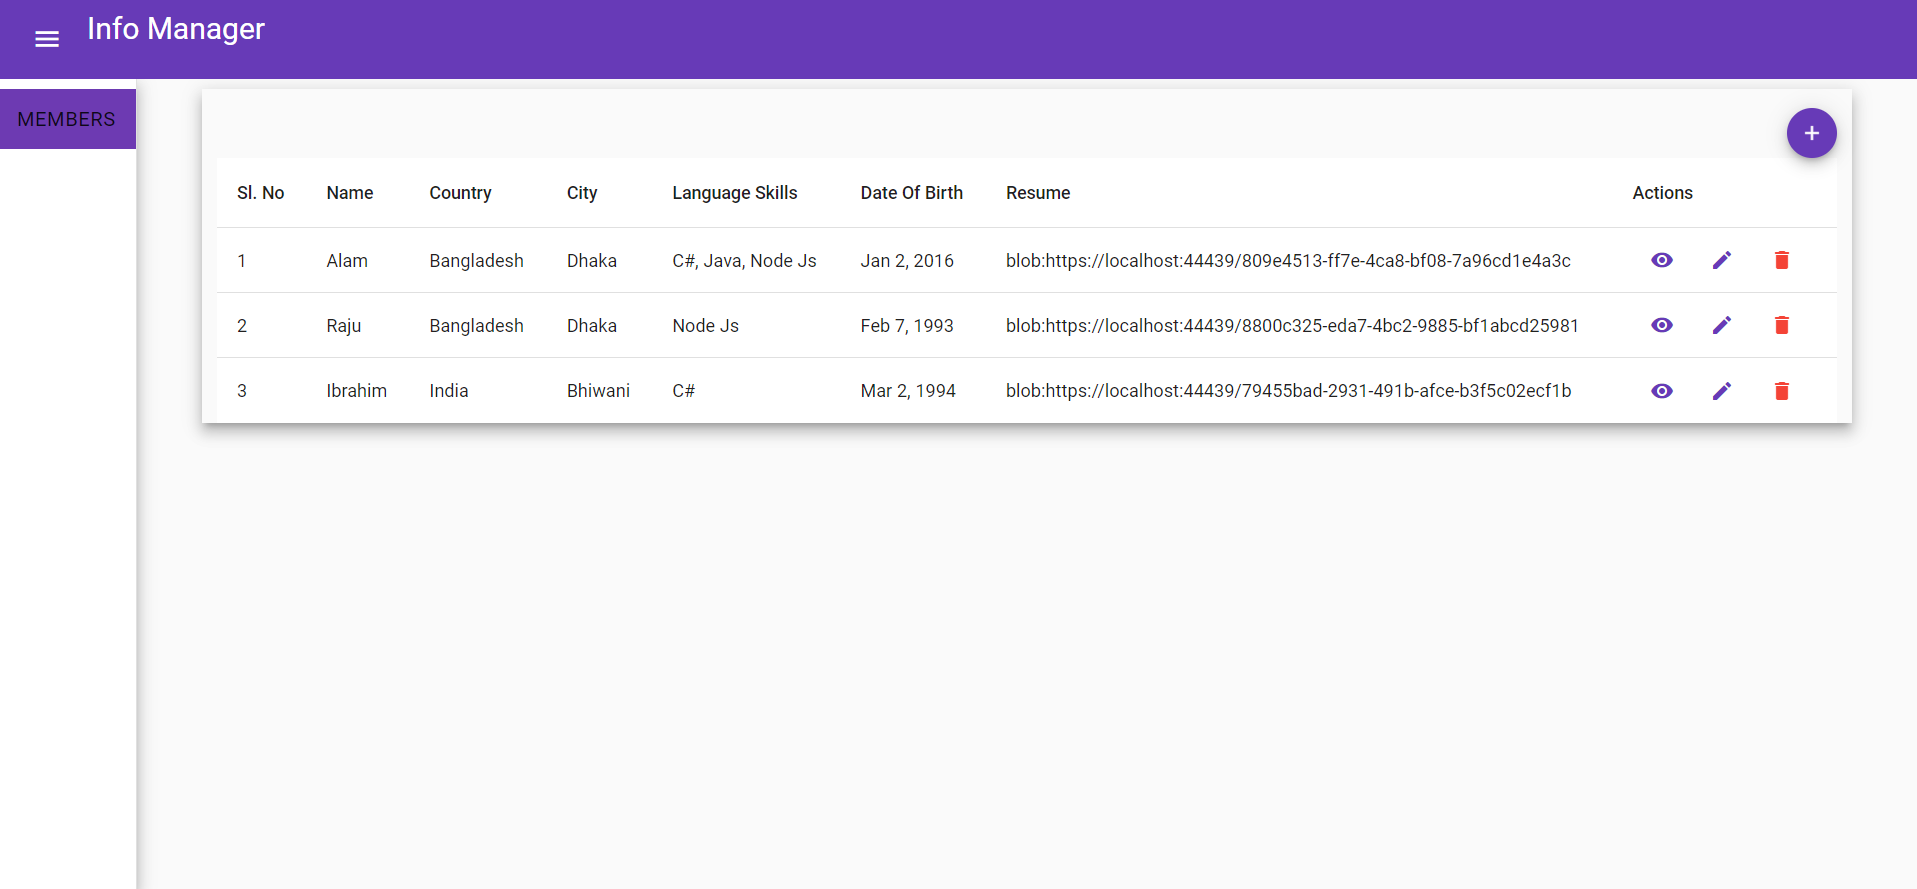 Info Manager
MEMBERS
Sl. No Name Country City Language Skills Date Of Birth Resume Actions
1 Alam Bangladesh Dhaka C#, Java, Node Js Jan 2, 2016 blob:https://localhost:44439/809e4513-ff7e-4ca8-bf08-7a96cd1e4a3c
2 Raju Bangladesh Dhaka Node Js Feb 7, 1993 blob:https://localhost:44439/8800c325-eda7-4bc2-9885-bf1abcd25981
3 Ibrahim India Bhiwani C# Mar 2, 1994 blob:https://localhost:44439/79455bad-2931-491b-afce-b3f5c02ecf1b